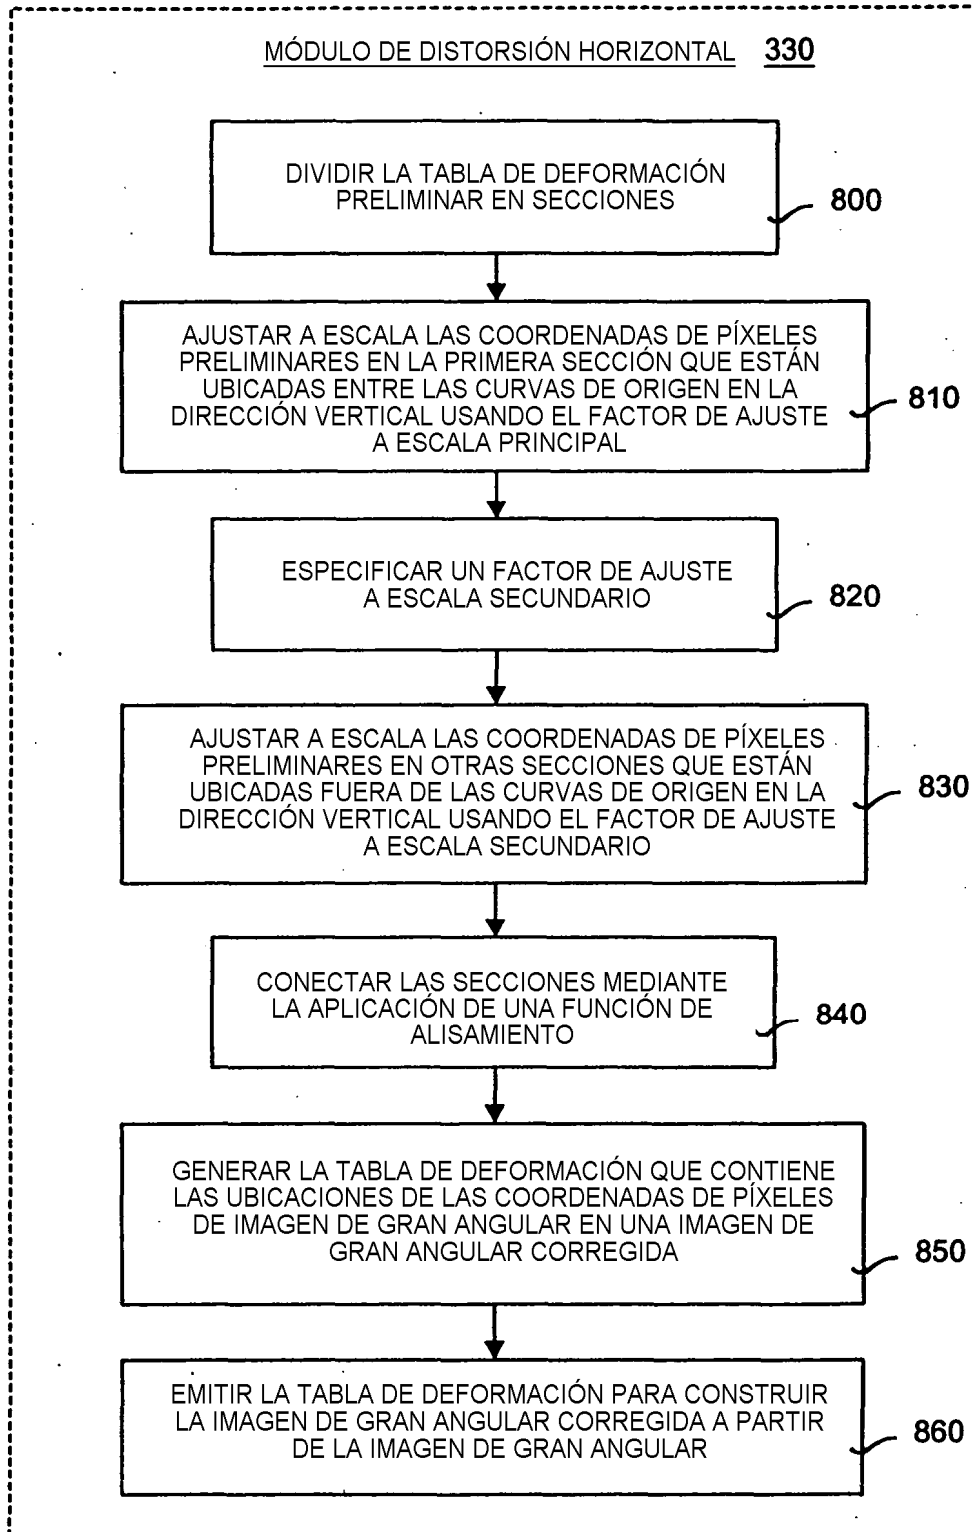 MÓDULO DE DISTORSIÓN HORIZONTAL 330
DIVIDIR LA TABLA DE DEFORMACIÓN
PRELIMINAR EN SECCIONES
800
AJUSTAR A ESCALA LAS COORDENADAS DE PÍXELES
PRELIMINARES EN LA PRIMERA SECCIÓN QUE ESTÁN
UBICADAS ENTRE LAS CURVAS DE ORIGEN EN LA
DIRECCIÓN VERTICAL USANDO EL FACTOR DE AJUSTE
A ESCALA PRINCIPAL
810
ESPECIFICAR UN FACTOR DE AJUSTE
A ESCALA SECUNDARIO
820
AJUSTAR A ESCALA LAS COORDENADAS DE PÍXELES
PRELIMINARES EN OTRAS SECCIONES QUE ESTÁN
UBICADAS FUERA DE LAS CURVAS DE ORIGEN EN LA
DIRECCIÓN VERTICAL USANDO EL FACTOR DE AJUSTE
A ESCALA SECUNDARIO
830
CONECTAR LAS SECCIONES MEDIANTE
LA APLICACIÓN DE UNA FUNCIÓN DE
ALISAMIENTO
840
GENERAR LA TABLA DE DEFORMACIÓN QUE CONTIENE
LAS UBICACIONES DE LAS COORDENADAS DE PÍXELES
DE IMAGEN DE GRAN ANGULAR EN UNA IMAGEN DE
GRAN ANGULAR CORREGIDA
850
EMITIR LA TABLA DE DEFORMACIÓN PARA CONSTRUIR
LA IMAGEN DE GRAN ANGULAR CORREGIDA A PARTIR
DE LA IMAGEN DE GRAN ANGULAR
860